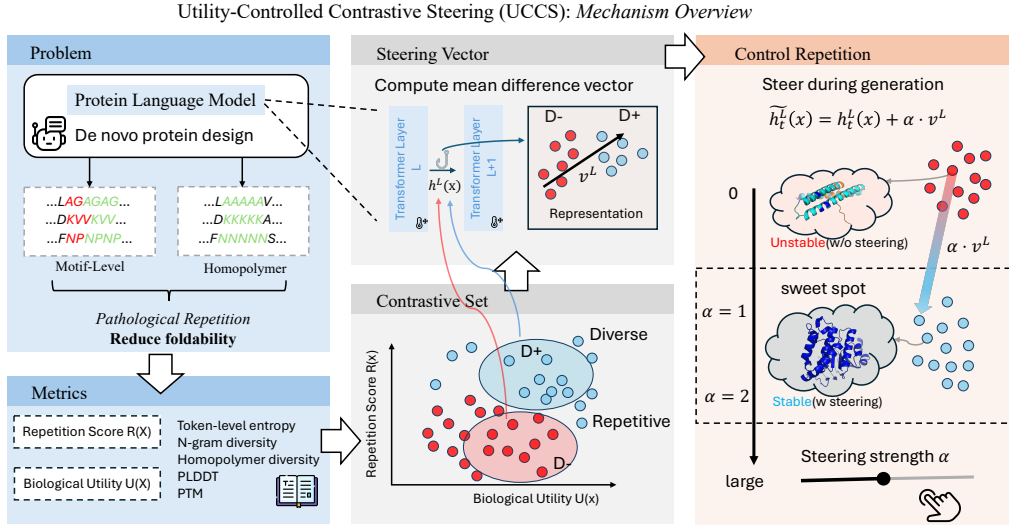 Utility-Controlled Contrastive Steering (UCCS): Mechanism Overview
Problem
Protein Language Model
De novo protein design
...LAGAGAG...
...DKVVKVV...
...FNPNPNP...
Motif-Level
...LAAAAAV...
...DKKKKKA...
...FNNNNNS...
Homopolymer
Pathological Repetition
Reduce foldability
Metrics
Repetition Score R(X)
Biological Utility U(X)
Token-level entropy
N-gram diversity
Homopolymer diversity
PLDDT
PTM
Steering Vector
Compute mean difference vector
Transformer Layer
L
h^L(x)
Transformer Layer
L+1
D-
D+
v^L
Representation
Contrastive Set
Repetition Score R(x)
Diverse
D+
Repetitive
D-
Biological Utility U(x)
Control Repetition
Steer during generation
\widetilde{h_t^L}(x) = h_t^L(x) + α · v^L
0
Unstable(w/o steering)
α · v^L
sweet spot
α = 1
α = 2
Stable(w steering)
Steering strength α
large